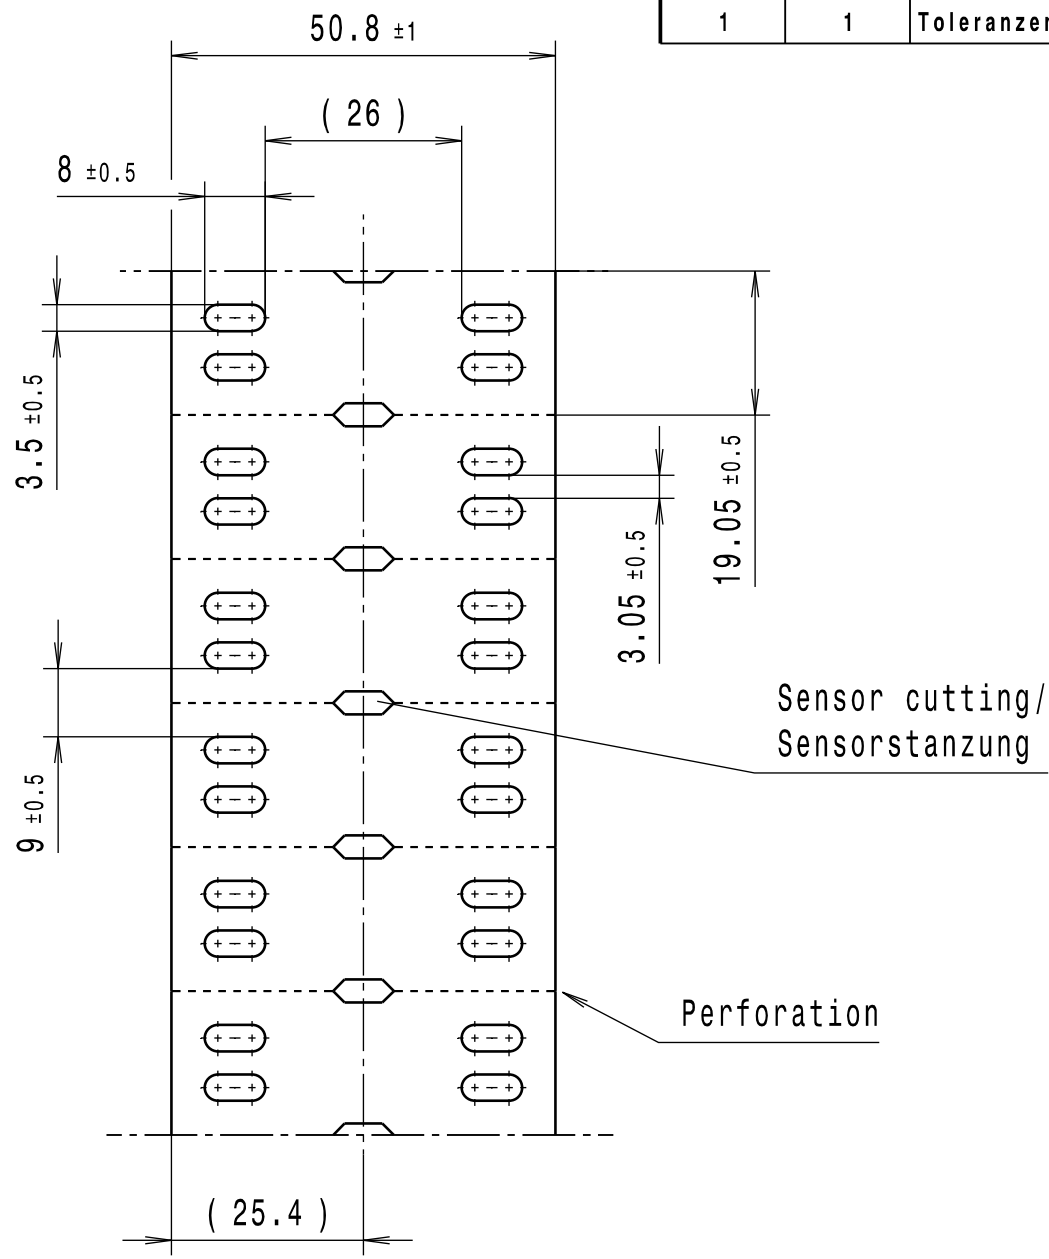 1 1 Toleranzen
50.8 ±1
( 26 )
8 ±0.5
3.5 ±0.5
19.05 ±0.5
3.05 ±0.5
Sensor cutting/
Sensorstanzung
9 ±0.5
Perforation
( 25.4 )